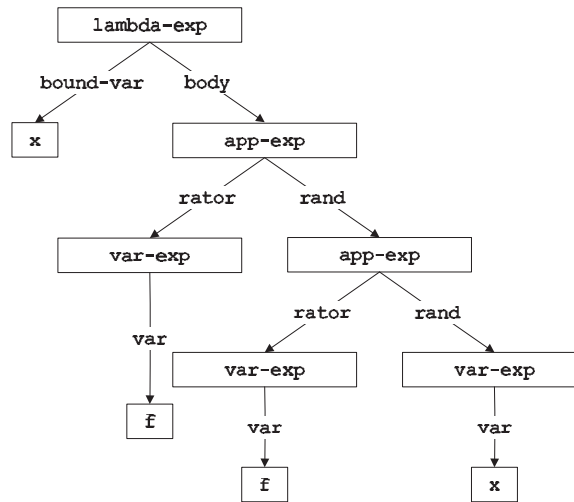 lambda-exp
bound-var body
x
app-exp
rator rand
var-exp app-exp
rator rand
var
var-exp var-exp
f
var var
f x